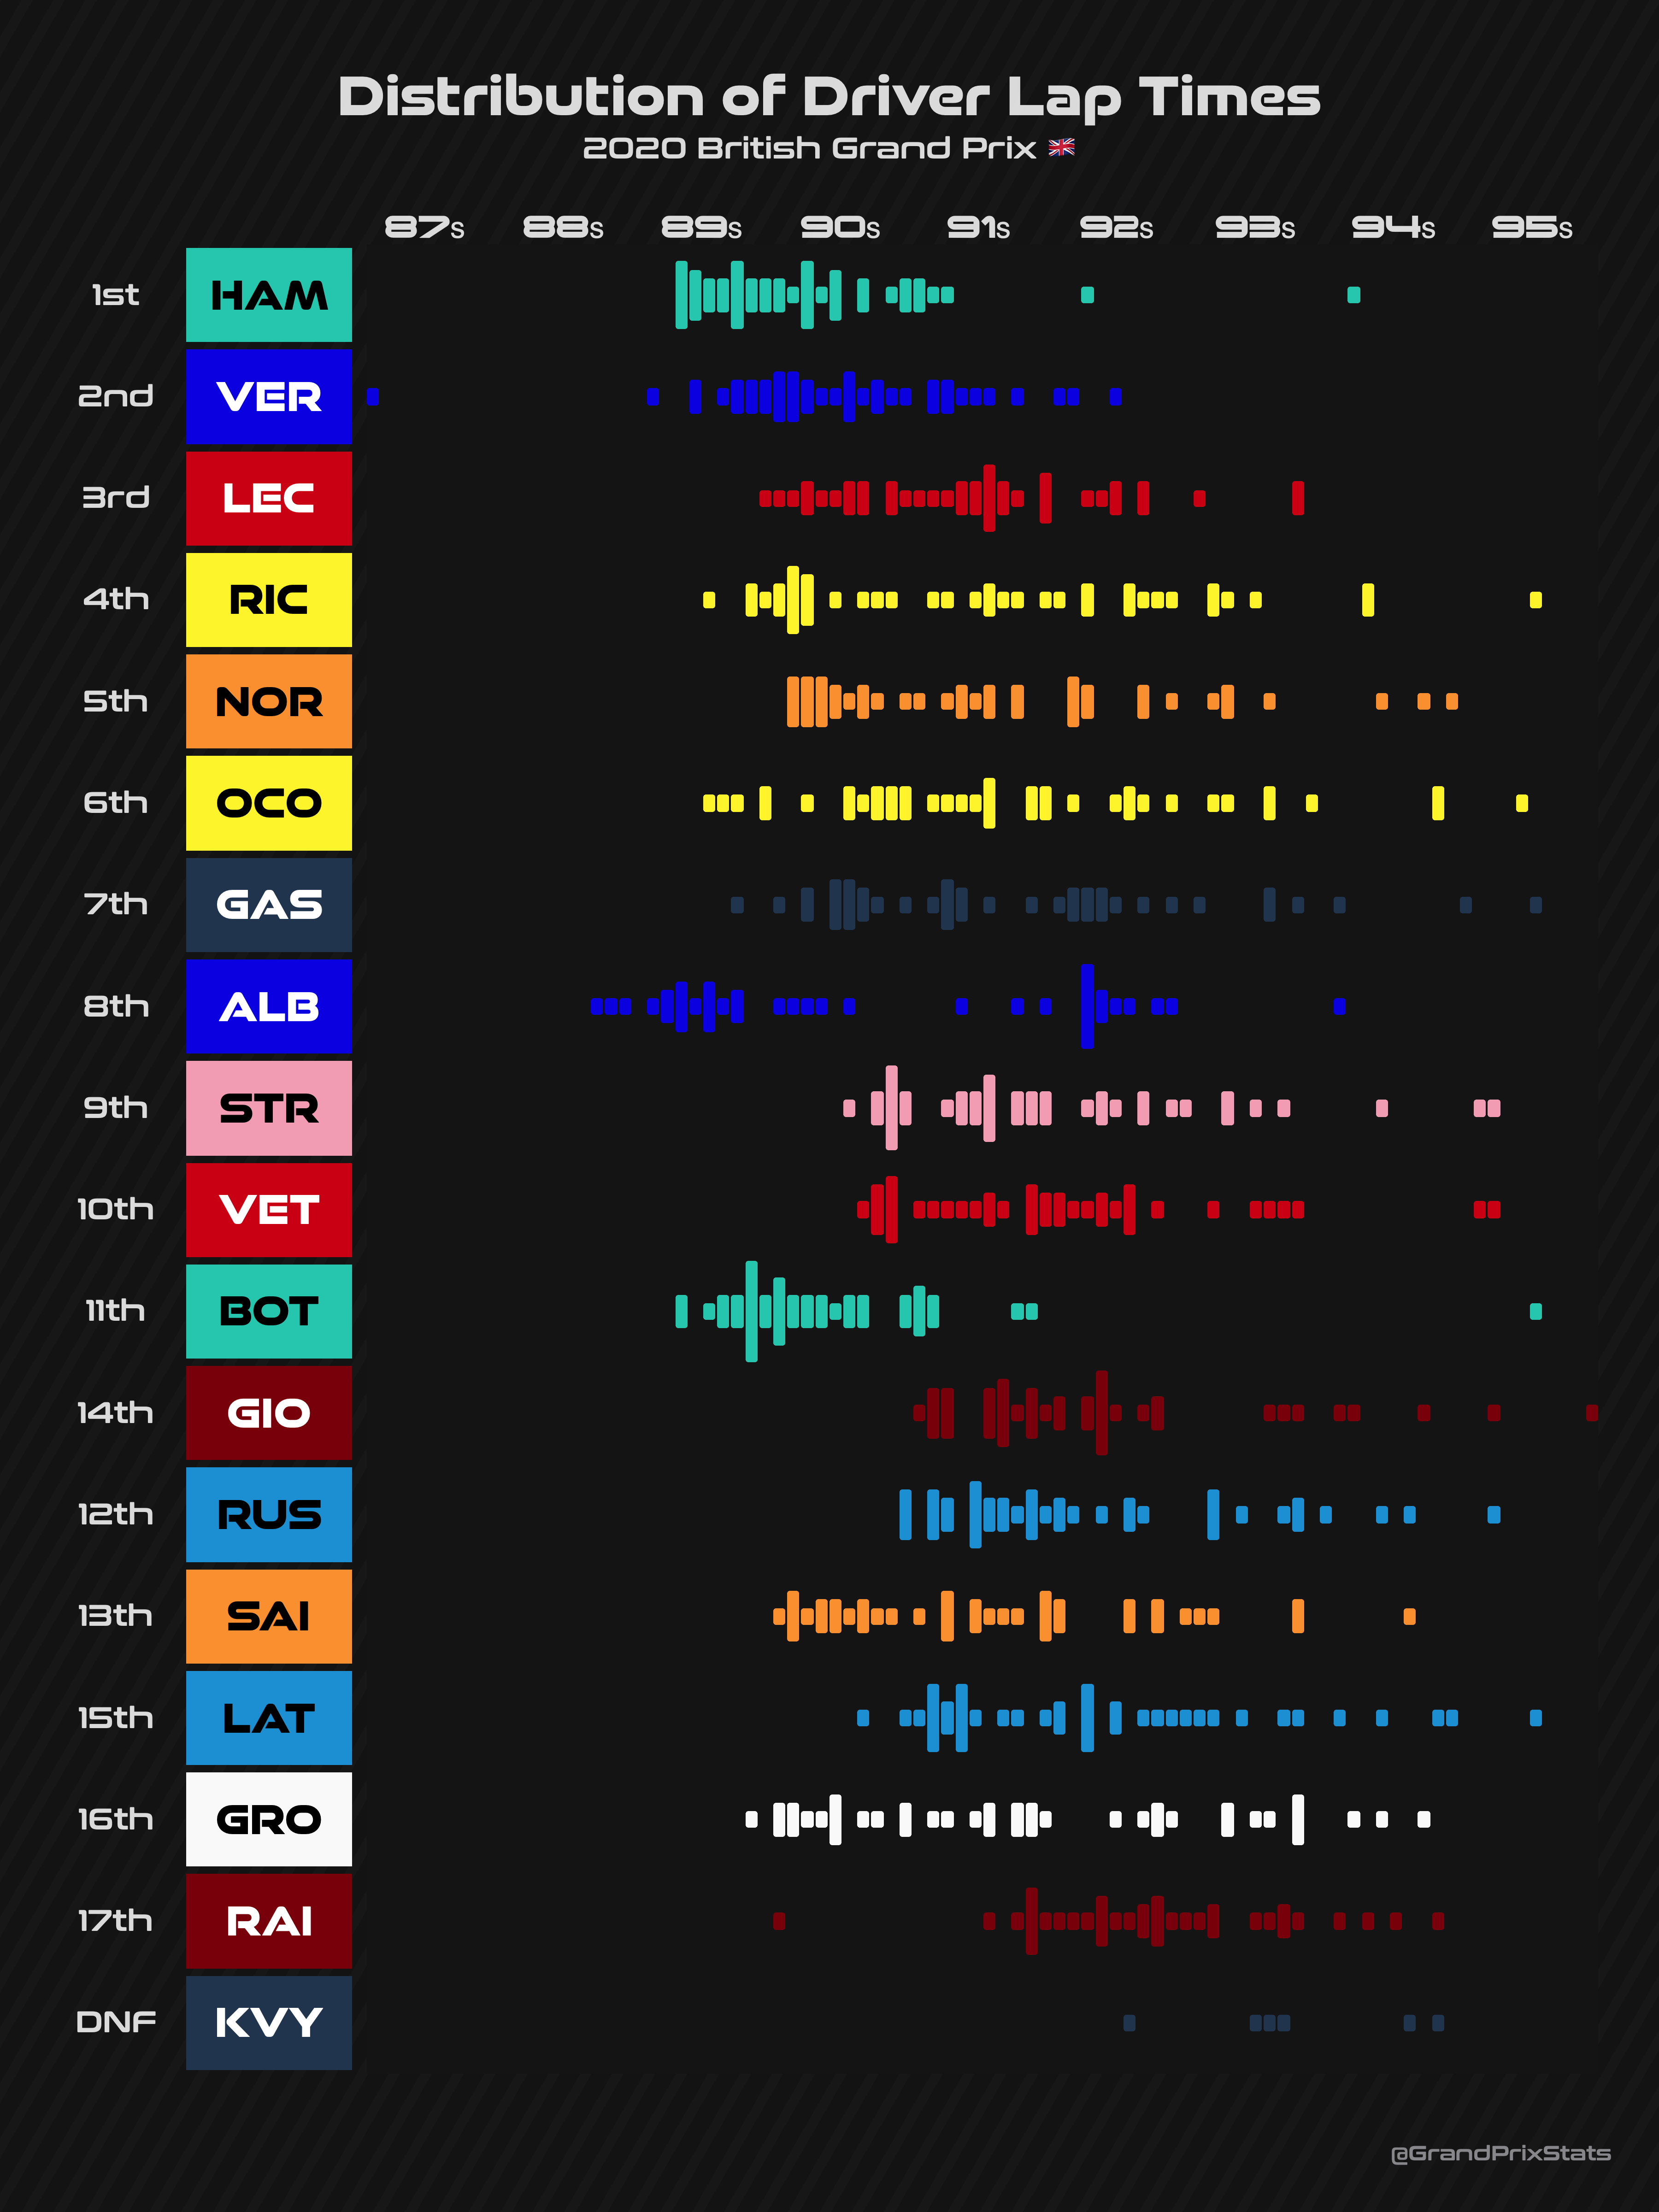 Distribution of Driver Lap Times
2020 British Grand Prix 🇬🇧
87s 88s 89s 90s 91s 92s 93s 94s 95s
1st HAM
2nd VER
3rd LEC
4th RIC
5th NOR
6th OCO
7th GAS
8th ALB
9th STR
10th VET
11th BOT
14th GIO
12th RUS
13th SAI
15th LAT
16th GRO
17th RAI
DNF KVY
@GrandPrixStats